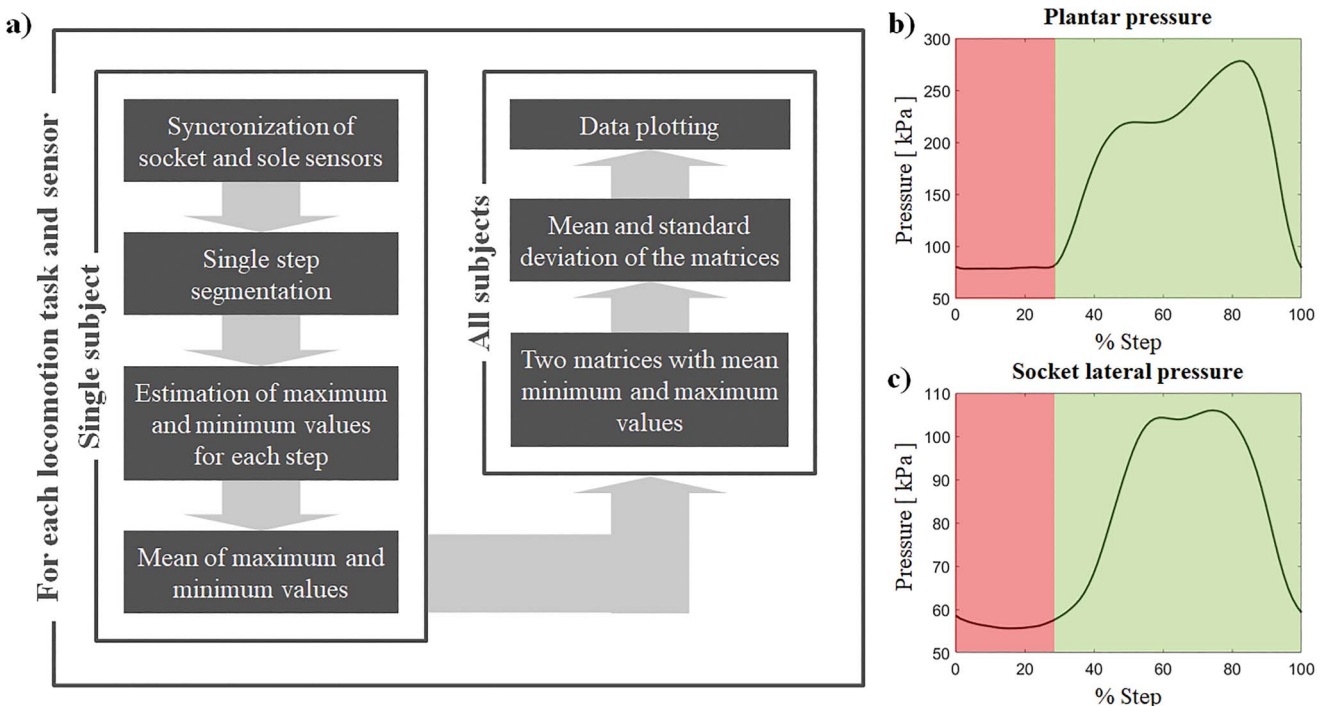 a)
For each locomotion task and sensor
Single subject
Syncronization of
socket and sole sensors
Single step
segmentation
Estimation of maximum
and minimum values
for each step
Mean of maximum and
minimum values
All subjects
Data plotting
Mean and standard
deviation of the matrices
Two matrices with mean
minimum and maximum
values
b)
Plantar pressure
Pressure [ kPa ]
300
250
200
150
100
50
0 20 40 60 80 100
% Step
c)
Socket lateral pressure
Pressure [ kPa ]
110
100
90
80
70
60
50
0 20 40 60 80 100
% Step